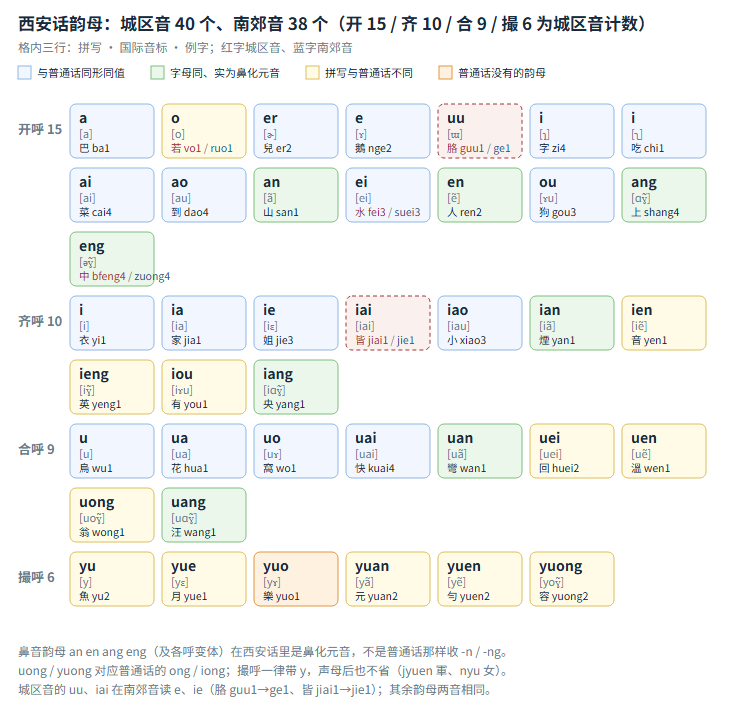 西安话韵母：城区音 40 个、南郊音 38 个（开 15 / 齐 10 / 合 9 / 撮 6 为城区音计数）
格内三行：拼写 · 国际音标 · 例字；红字城区音、蓝字南郊音
与普通话同形同值 字母同、实为鼻化元音 拼写与普通话不同 普通话没有的韵母
开呼 15
a o er e uu i i
[a] [o] [ɚ] [ɤ] [ɯ] [ɿ] [ʅ]
巴 ba1 若 vo1 / ruo1 兒 er2 鵝 nge2 胳 guu1 / ge1 字 zi4 吃 chi1
ai ao an ei en ou ang
[ai] [au] [ã] [ei] [ẽ] [ɤu] [ɑɣ̃]
菜 cai4 到 dao4 山 san1 水 fei3 / suei3 人 ren2 狗 gou3 上 shang4
eng
[əɣ̃]
中 bfeng4 / zuong4
齐呼 10
i ia ie iai iao ian ien
[i] [ia] [iɛ] [iai] [iau] [iã] [iẽ]
衣 yi1 家 jia1 姐 jie3 皆 jiai1 / jie1 小 xiao3 煙 yan1 音 yen1
ieng iou iang
[iɣ̃] [iɤu] [iɑɣ̃]
英 yeng1 有 you1 央 yang1
合呼 9
u ua uo uai uan uei uen
[u] [ua] [uɤ] [uai] [uã] [uei] [uẽ]
烏 wu1 花 hua1 窩 wo1 快 kuai4 彎 wan1 回 huei2 溫 wen1
uong uang
[uoɣ̃] [uɑɣ̃]
翁 wong1 汪 wang1
撮呼 6
yu yue yuo yuan yuen yuong
[y] [yɛ] [yɤ] [yã] [yẽ] [yoɣ̃]
魚 yu2 月 yue1 樂 yuo1 元 yuan2 勻 yuen2 容 yuong2
鼻音韵母 an en ang eng（及各呼变体）在西安话里是鼻化元音，不是普通话那样收 -n / -ng。
uong / yuong 对应普通话的 ong / iong；撮呼一律带 y，声母后也不省（jyuen 軍、nyu 女）。
城区音的 uu、iai 在南郊音读 e、ie（胳 guu1→ge1、皆 jiai1→jie1）；其余韵母两音相同。